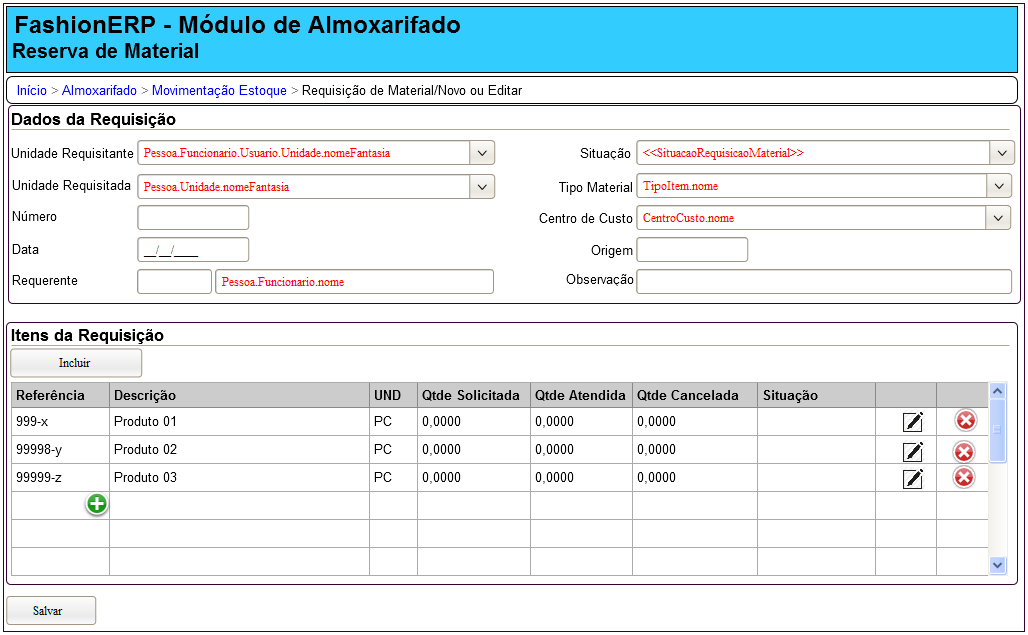 FashionERP - Módulo de Almoxarifado
Reserva de Material
Início > Almoxarifado > Movimentação Estoque > Requisição de Material/Novo ou Editar
Dados da Requisição
Unidade Requisitante Pessoa.Funcionario.Usuario.Unidade.nomeFantasia Situação <<SituacaoRequisicaoMaterial>>
Unidade Requisitada Pessoa.Unidade.nomeFantasia Tipo Material TipoItem.nome
Número Centro de Custo CentroCusto.nome
Data __/__/____ Origem
Requerente Pessoa.Funcionario.nome Observação
Itens da Requisição
Incluir
Referência Descrição UND Qtde Solicitada Qtde Atendida Qtde Cancelada Situação
999-x Produto 01 PC 0,0000 0,0000 0,0000
99998-y Produto 02 PC 0,0000 0,0000 0,0000
99999-z Produto 03 PC 0,0000 0,0000 0,0000
Salvar